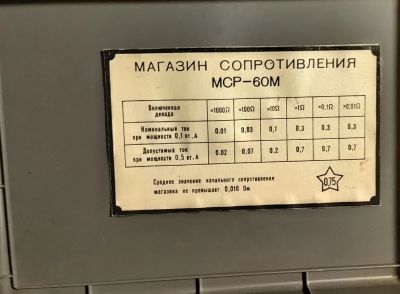 МАГАЗИН СОПРОТИВЛЕНИЯ
МСР-60М
Включенная декада ×1000Ω ×100Ω ×10Ω ×1Ω ×0,1Ω ×0,01Ω
Номинальный ток при мощности 0,1 вт. А 0.01 0,03 0,1 0,3 0,3 0,3
Допустимый ток при мощности 0,5 вт. А 0.02 0,07 0,2 0,7 0,7 0,7
Среднее значение начального сопротивления
магазина не превышает 0,018 Ом
0,75